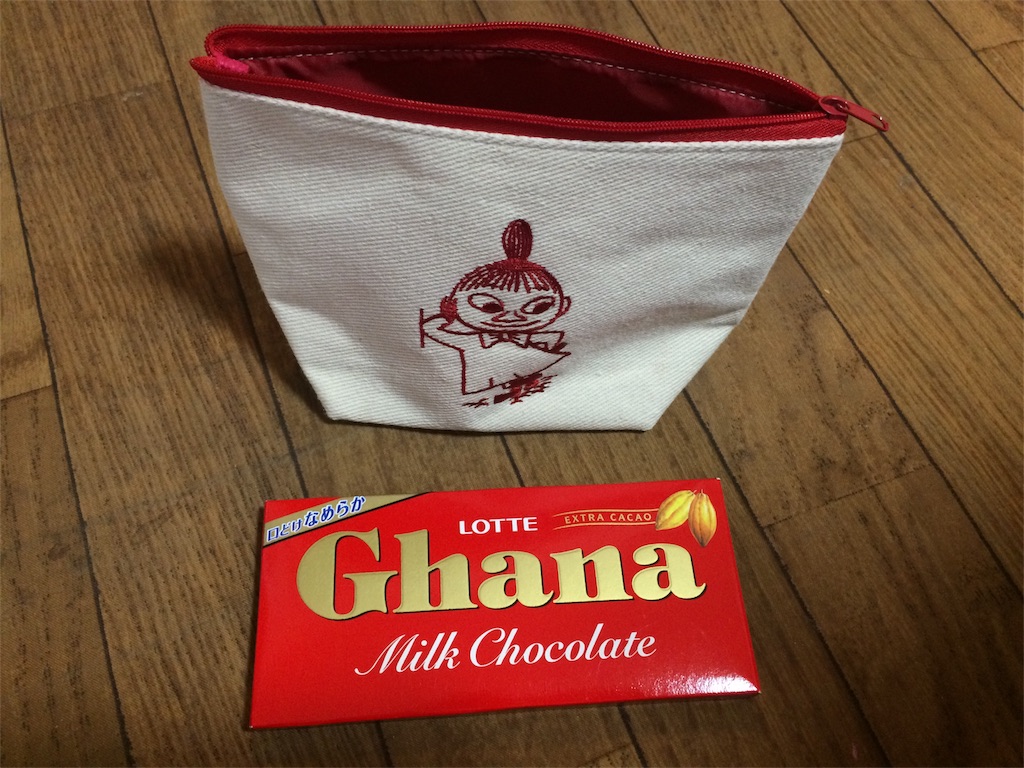 口どけなめらか
LOTTE
EXTRA CACAO
Ghana
Milk Chocolate